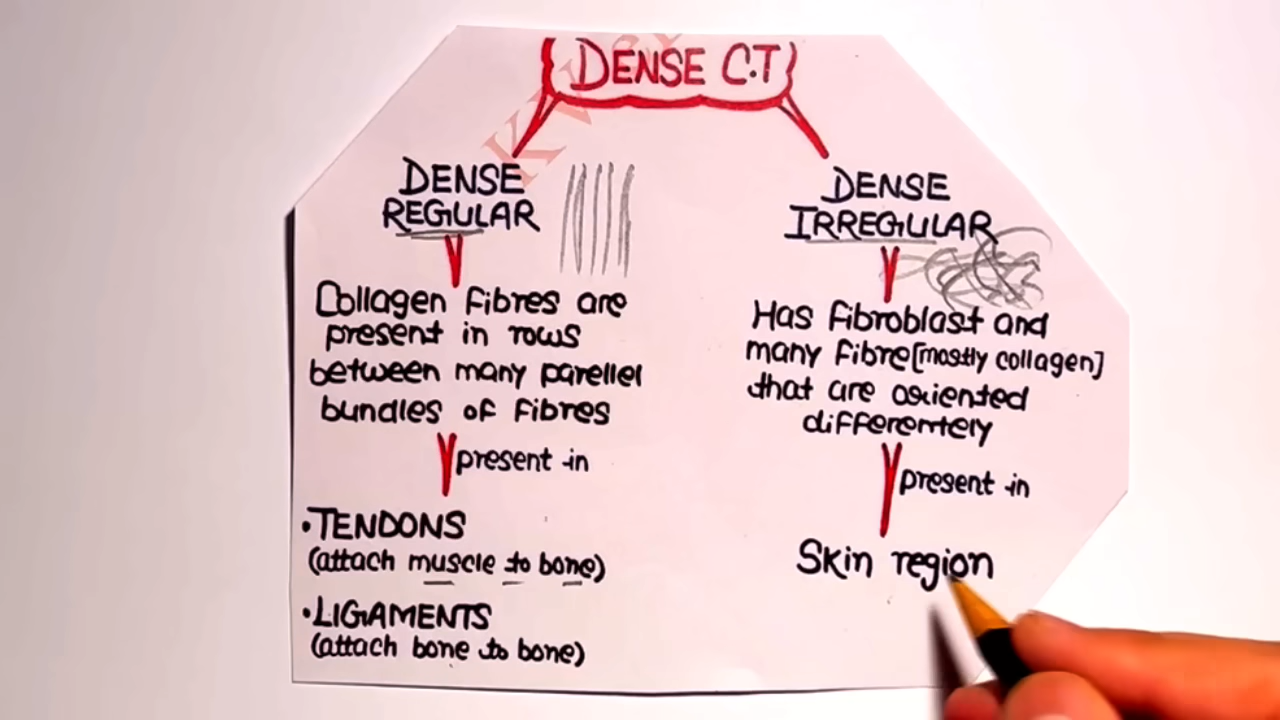 DENSE C.T
DENSE
REGULAR
Collagen fibres are
present in rows
between many parellel
bundles of fibres
present in
•TENDONS
(attach muscle to bone)
•LIGAMENTS
(attach bone to bone)
DENSE
IRREGULAR
Has fibroblast and
many fibre[mostly collagen]
that are oriented
differentely
present in
Skin region